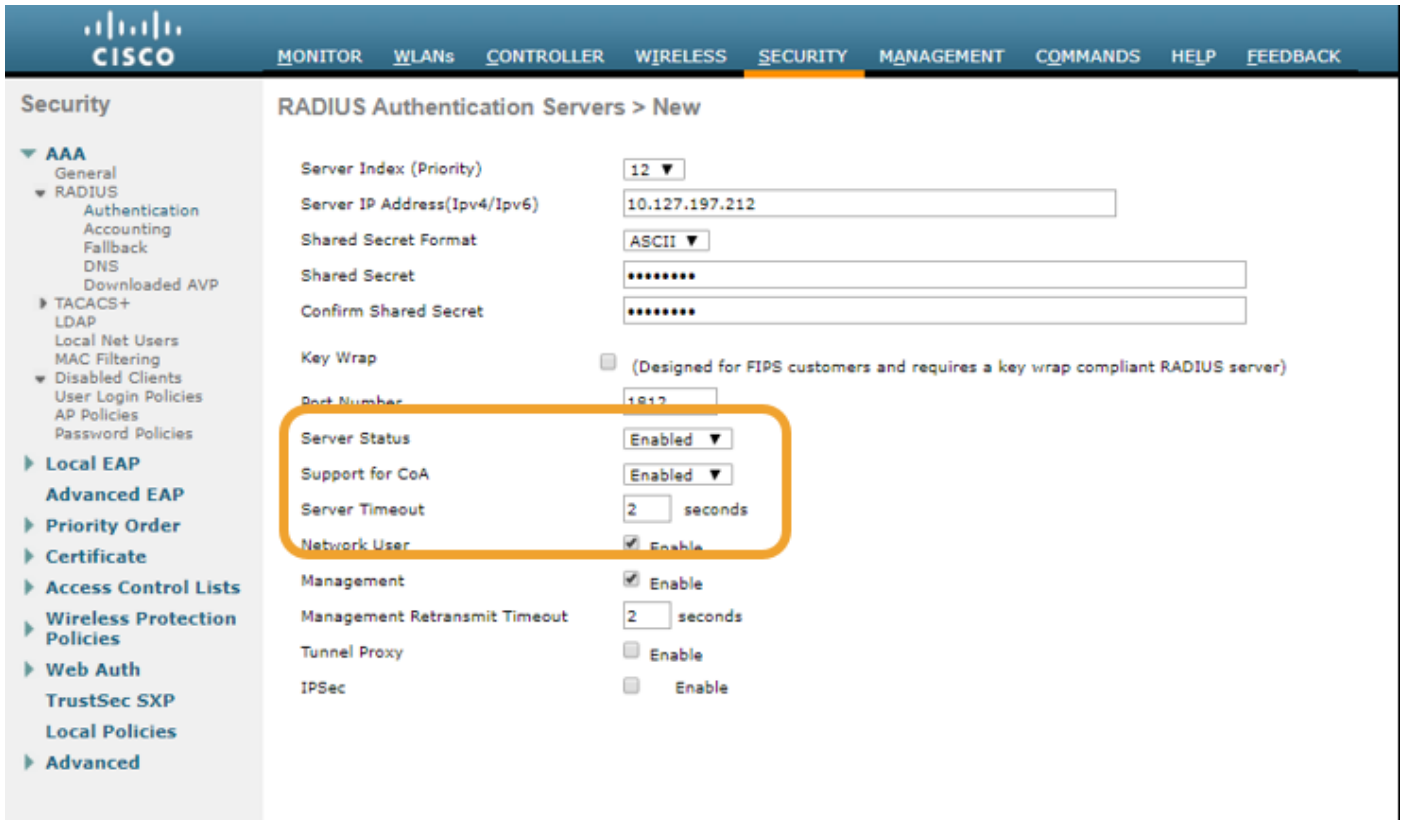 CISCO
MONITOR WLANs CONTROLLER WIRELESS SECURITY MANAGEMENT COMMANDS HELP FEEDBACK
Security
AAA
General
RADIUS
Authentication
Accounting
Fallback
DNS
Downloaded AVP
TACACS+
LDAP
Local Net Users
MAC Filtering
Disabled Clients
User Login Policies
AP Policies
Password Policies
Local EAP
Advanced EAP
Priority Order
Certificate
Access Control Lists
Wireless Protection
Policies
Web Auth
TrustSec SXP
Local Policies
Advanced
RADIUS Authentication Servers > New
Server Index (Priority) 12
Server IP Address(Ipv4/Ipv6) 10.127.197.212
Shared Secret Format ASCII
Shared Secret ••••••••
Confirm Shared Secret ••••••••
Key Wrap (Designed for FIPS customers and requires a key wrap compliant RADIUS server)
Port Number 1812
Server Status Enabled
Support for CoA Enabled
Server Timeout 2 seconds
Network User Enable
Management Enable
Management Retransmit Timeout 2 seconds
Tunnel Proxy Enable
IPSec Enable